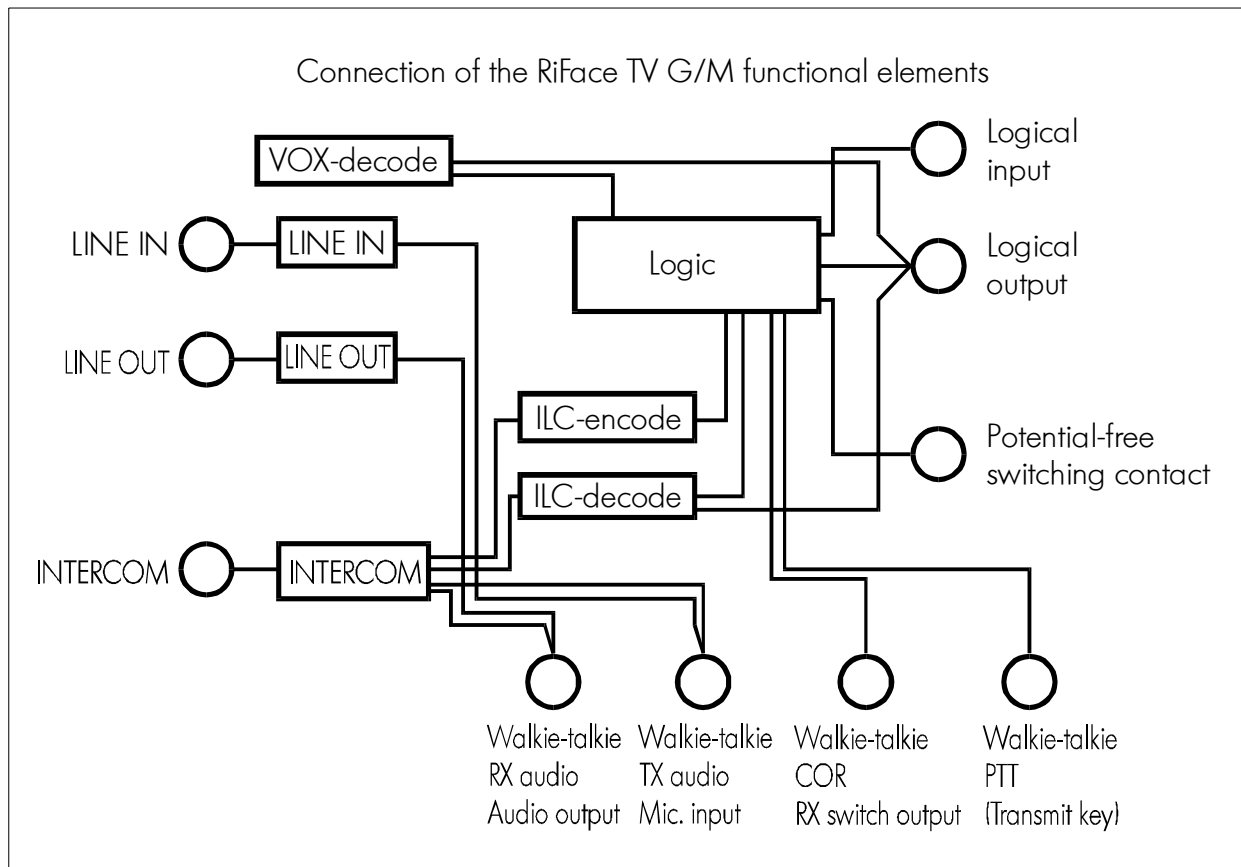 Connection of the RiFace TV G/M functional elements
VOX-decode
Logical
input
LINE IN
LINE IN
Logic
Logical
output
LINE OUT
LINE OUT
ILC-encode
Potential-free
switching contact
ILC-decode
INTERCOM
INTERCOM
Walkie-talkie
RX audio
Audio output
Walkie-talkie
TX audio
Mic. input
Walkie-talkie
COR
RX switch output
Walkie-talkie
PTT
(Transmit key)